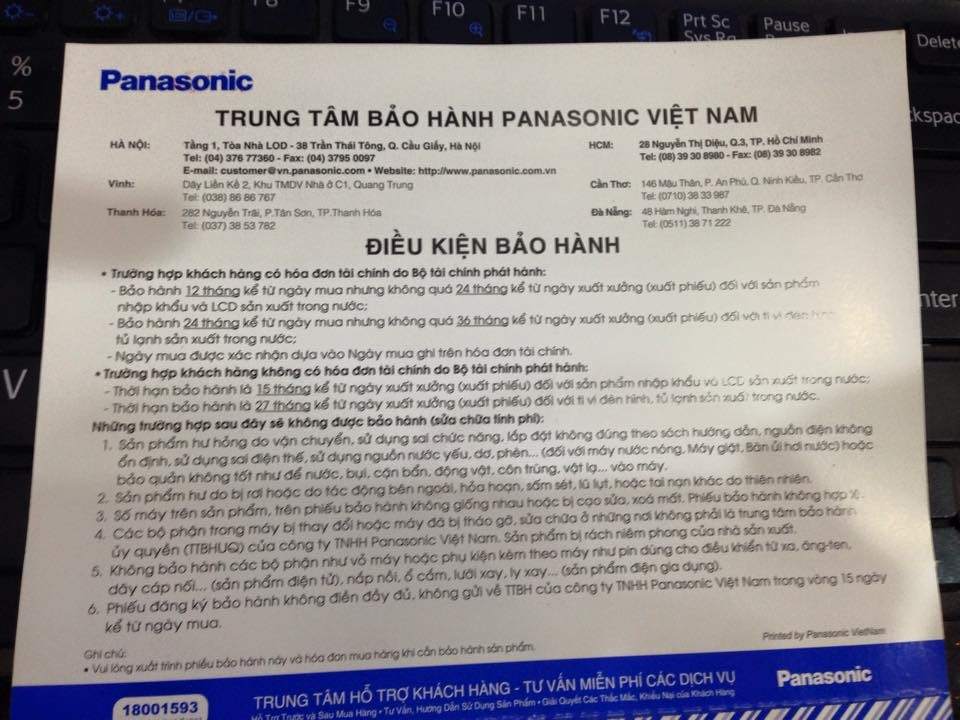 F9
F10
F11
F12
Prt Sc
Sys Rq
Pause
Delete
%
5
V
Panasonic
TRUNG TÂM BẢO HÀNH PANASONIC VIỆT NAM
HÀ NỘI: Tầng 1, Tòa Nhà LOD - 38 Trần Thái Tông, Q. Cầu Giấy, Hà Nội
Tel: (04) 376 77360 - Fax: (04) 3795 0097
E-mail: customer@vn.panasonic.com • Website: http://www.panasonic.com.vn
HCM: 28 Nguyễn Thị Diệu, Q.3, TP. Hồ Chí Minh
Tel: (08) 39 30 8980 - Fax: (08) 39 30 8982
Vinh: Dãy Liền Kề 2, Khu TMDV Nhà ở C1, Quang Trung
Tel: (038) 86 86 767
Cần Thơ: 146 Mậu Thân, P. An Phú, Q. Ninh Kiều, TP. Cần Thơ
Tel: (0710) 38 33 987
Thanh Hóa: 282 Nguyễn Trãi, P.Tân Sơn, TP.Thanh Hóa
Tel: (037) 38 53 782
Đà Nẵng: 48 Hàm Nghi, Thanh Khê, TP. Đà Nẵng
Tel: (0511) 38 71 222
ĐIỀU KIỆN BẢO HÀNH
• Trường hợp khách hàng có hóa đơn tài chính do Bộ tài chính phát hành:
- Bảo hành 12 tháng kể từ ngày mua nhưng không quá 24 tháng kể từ ngày xuất xưởng (xuất phiếu) đối với sản phẩm
nhập khẩu và LCD sản xuất trong nước;
- Bảo hành 24 tháng kể từ ngày mua nhưng không quá 36 tháng kể từ ngày xuất xưởng (xuất phiếu) đối với ti vi đèn
tủ lạnh sản xuất trong nước;
- Ngày mua được xác nhận dựa vào Ngày mua ghi trên hóa đơn tài chính.
• Trường hợp khách hàng không có hóa đơn tài chính do Bộ tài chính phát hành:
- Thời hạn bảo hành là 15 tháng kể từ ngày xuất xưởng (xuất phiếu) đối với sản phẩm nhập khẩu và LCD sản xuất trong nước;
- Thời hạn bảo hành là 27 tháng kể từ ngày xuất xưởng (xuất phiếu) đối với ti vi đèn hình, tủ lạnh sản xuất trong nước.
Những trường hợp sau đây sẽ không được bảo hành (sửa chữa tính phí):
1. Sản phẩm hư hỏng do vận chuyển, sử dụng sai chức năng, lắp đặt không đúng theo sách hướng dẫn, nguồn điện không
ổn định, sử dụng sai điện thế, sử dụng nguồn nước yếu, dơ, phèn... (đối với máy nước nóng, Máy giặt, Bàn ủi hơi nước) hoặc
bảo quản không tốt như để nước, bụi, cặn bẩn, động vật, côn trùng, vật lạ... vào máy.
2. Sản phẩm hư do bị rơi hoặc do tác động bên ngoài, hỏa hoạn, sấm sét, lũ lụt, hoặc tai nạn khác do thiên nhiên.
3. Số máy trên sản phẩm, trên phiếu bảo hành không giống nhau hoặc bị cạo sửa, xoá mất. Phiếu bảo hành không hợp
4. Các bộ phận trong máy bị thay đổi hoặc máy đã bị tháo gỡ, sửa chữa ở những nơi không phải là trung tâm bảo hành
ủy quyền (TTBHUQ) của công ty TNHH Panasonic Việt Nam. Sản phẩm bị rách niêm phong của nhà sản xuất.
5. Không bảo hành các bộ phận như vỏ máy hoặc phụ kiện kèm theo máy như pin dùng cho điều khiển từ xa, ăng-ten,
dây cáp nối... (sản phẩm điện tử), nắp nồi, ổ cắm, lưỡi xay, ly xay... (sản phẩm điện gia dụng).
6. Phiếu đăng ký bảo hành không điền đầy đủ, không gửi về TTBH của công ty TNHH Panasonic Việt Nam trong vòng 15 ngày
kể từ ngày mua.
Ghi chú:
• Vui lòng xuất trình phiếu bảo hành này và hóa đơn mua hàng khi cần bảo hành sản phẩm.
Printed by Panasonic VietNam
18001593
TRUNG TÂM HỖ TRỢ KHÁCH HÀNG - TƯ VẤN MIỄN PHÍ CÁC DỊCH VỤ
Hỗ Trợ Trước và Sau Mua Hàng • Tư Vấn, Hướng Dẫn Sử Dụng Sản Phẩm • Giải Quyết Các Thắc Mắc, Khiếu Nại của Khách Hàng
Panasonic